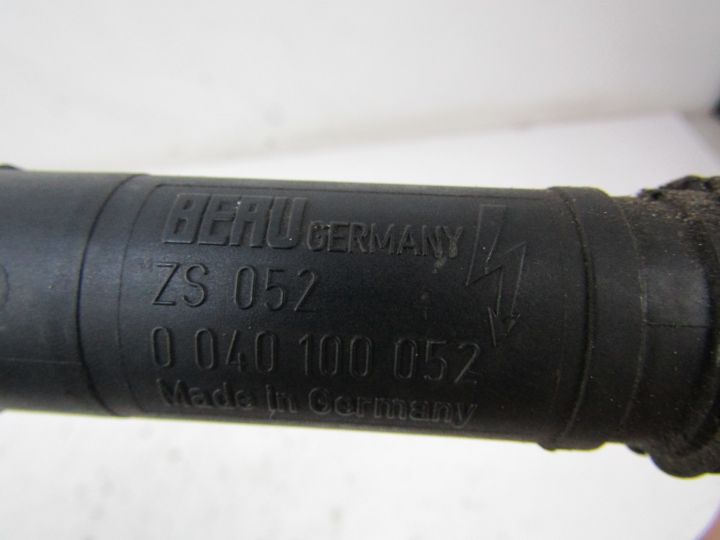 BERU GERMANY
ZS 052
0 040 100 052
Made in Germany